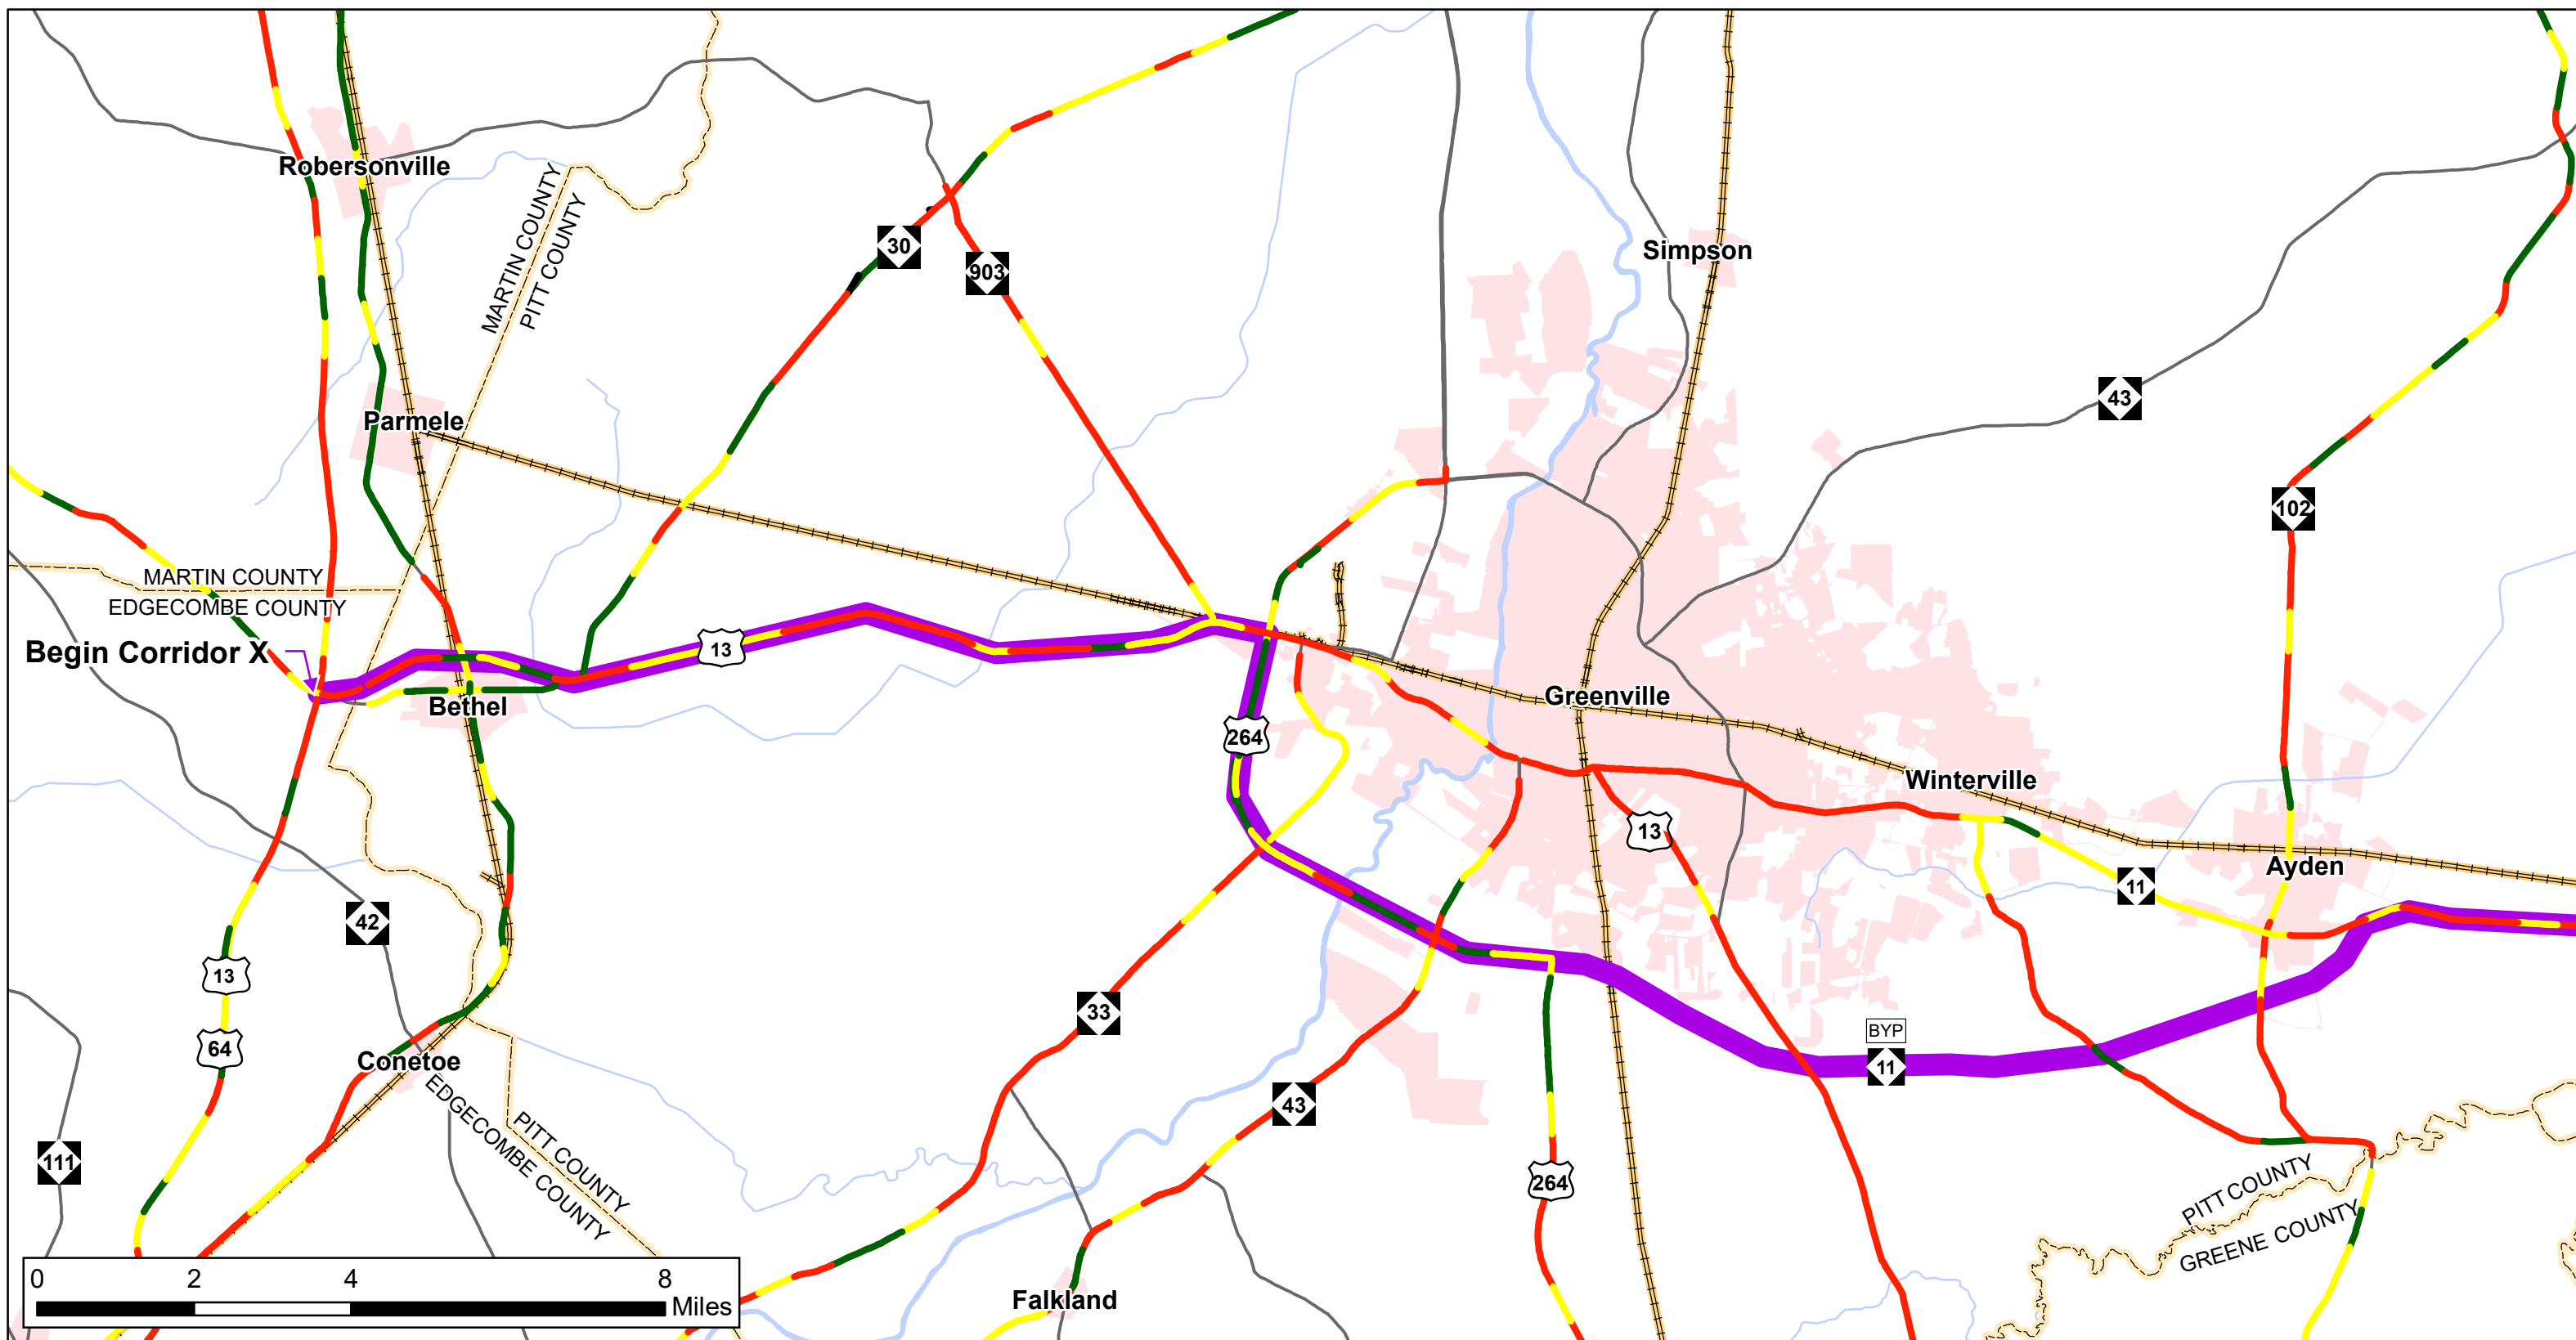 Robersonville
MARTIN COUNTY
PITT COUNTY
30
903
Simpson
43
Parmele
102
MARTIN COUNTY
EDGECOMBE COUNTY
Begin Corridor X
13
Bethel
264
Greenville
Winterville
13
Ayden
11
42
13
33
64
Conetoe
BYP
11
43
EDGECOMBE COUNTY
PITT COUNTY
111
264
PITT COUNTY
GREENE COUNTY
Falkland
0 2 4 8
Miles